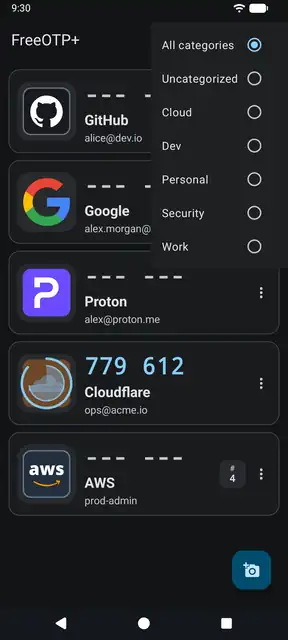 9:30
FreeOTP+
All categories
Uncategorized
Cloud
Dev
Personal
Security
Work
--- ---
GitHub
alice@dev.io
--- ---
Google
alex.morgan@
--- ---
Proton
alex@proton.me
779 612
Cloudflare
ops@acme.io
aws
--- ---
AWS
prod-admin
#
4